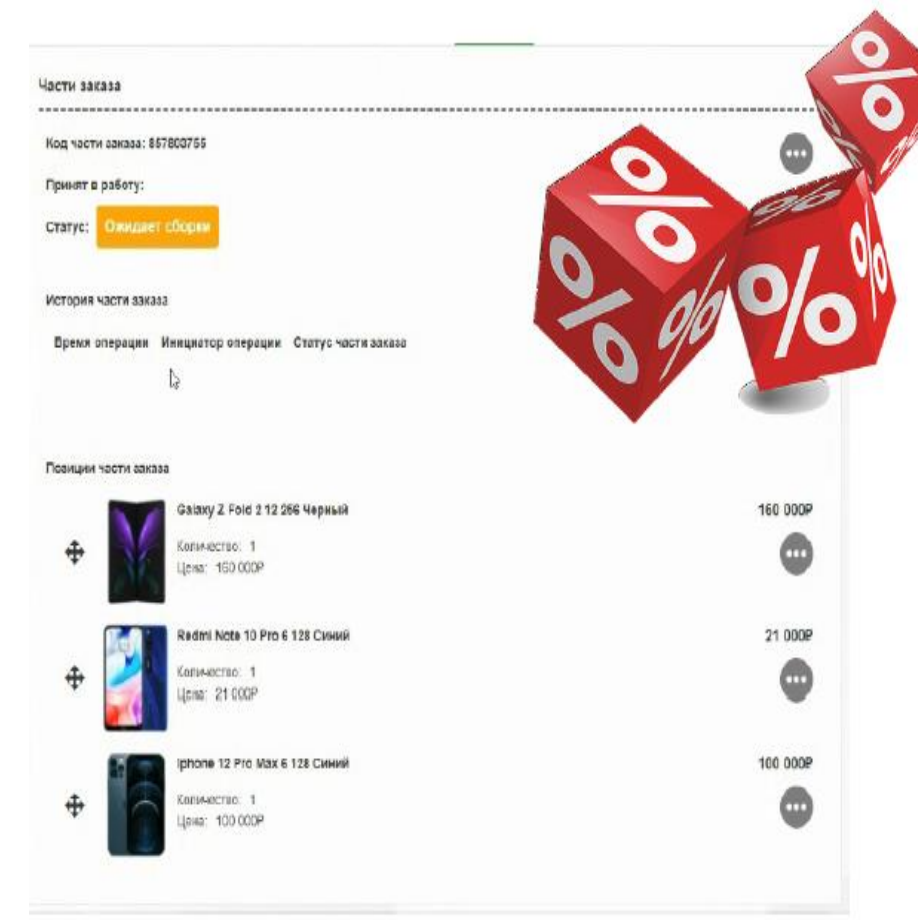 Части заказа
Код части заказа: 857803755
Принят в работу:
Статус: Ожидает сборки
История части заказа
Время операции Инициатор операции Статус части заказа
Позиции части заказа
Galaxy Z Fold 2 12 256 Черный 160 000₽
Количество: 1
Цена: 160 000₽
Redmi Note 10 Pro 6 128 Синий 21 000₽
Количество: 1
Цена: 21 000₽
Iphone 12 Pro Max 6 128 Синий 100 000₽
Количество: 1
Цена: 100 000₽
% % %
% % %
%